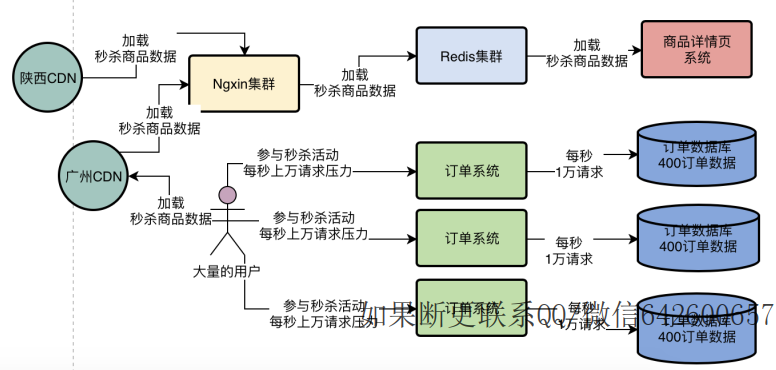 加载
秒杀商品数据
陕西CDN
Ngxin集群
加载
秒杀商品数据
Redis集群
加载
秒杀商品数据
商品详情页
系统
加载
秒杀商品数据
广州CDN
加载
秒杀商品数据
大量的用户
参与秒杀活动
每秒上万请求压力
订单系统
每秒
1万请求
订单数据库
400订单数据
参与秒杀活动
每秒上万请求压力
订单系统
每秒
1万请求
订单数据库
400订单数据
参与秒杀活动
每秒上万请求压力
订单系统
每秒
1万请求
订单数据库
400订单数据
如果断更联系QQ/微信642600657